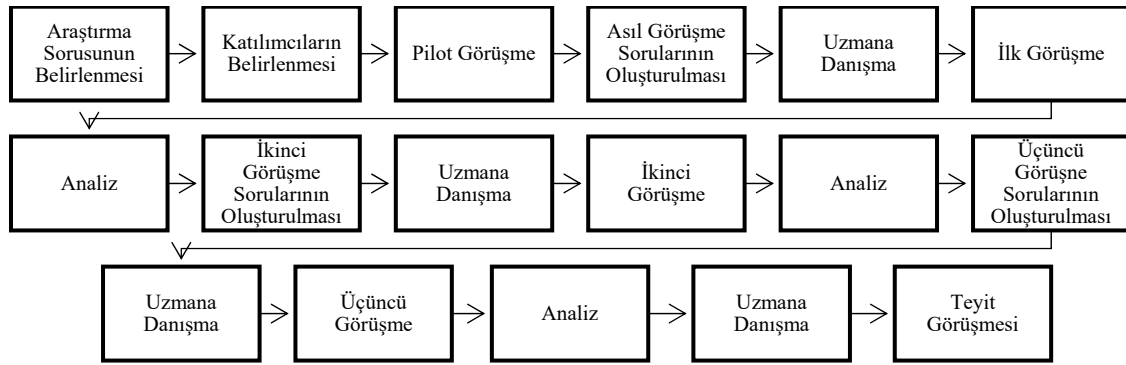 Araştırma
Sorusunun
Belirlenmesi
Katılımcıların
Belirlenmesi
Pilot Görüşme
Asıl Görüşme
Sorularının
Oluşturulması
Uzmana
Danışma
İlk Görüşme
Analiz
İkinci
Görüşme
Sorularının
Oluşturulması
Uzmana
Danışma
İkinci
Görüşme
Analiz
Üçüncü
Görüşne
Sorularının
Oluşturulması
Uzmana
Danışma
Üçüncü
Görüşme
Analiz
Uzmana
Danışma
Teyit
Görüşmesi